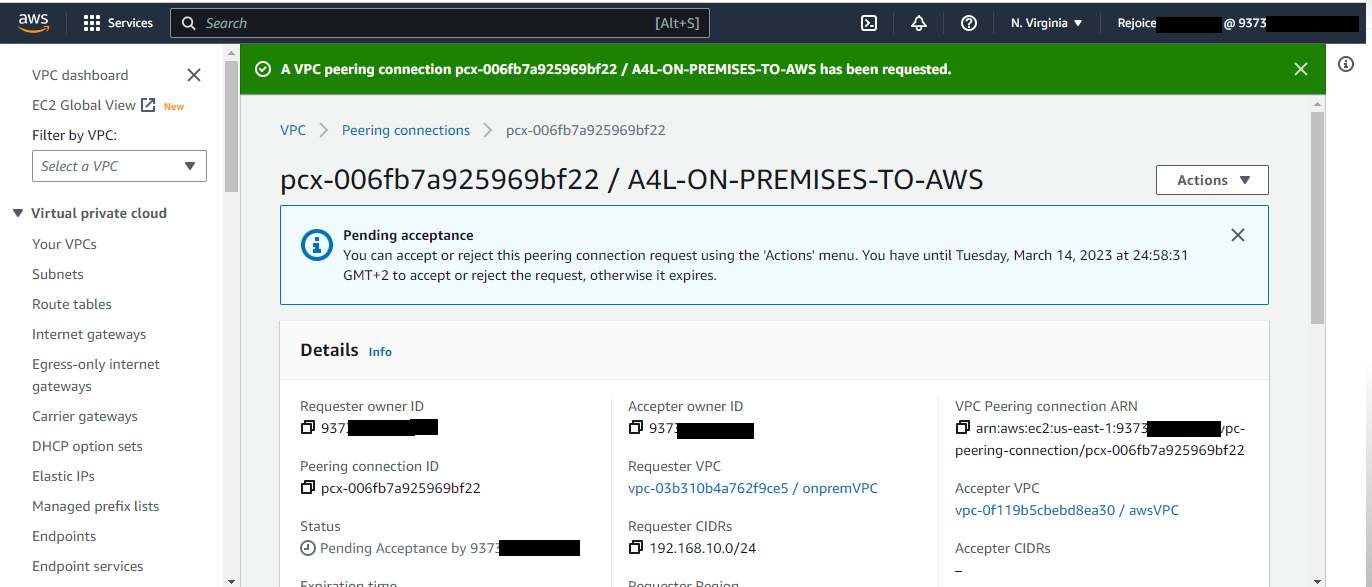 aws Services Search [Alt+S] N. Virginia Rejoice @ 9373
VPC dashboard
EC2 Global View New
Filter by VPC:
Select a VPC
Virtual private cloud
Your VPCs
Subnets
Route tables
Internet gateways
Egress-only internet
gateways
Carrier gateways
DHCP option sets
Elastic IPs
Managed prefix lists
Endpoints
Endpoint services
A VPC peering connection pcx-006fb7a925969bf22 / A4L-ON-PREMISES-TO-AWS has been requested.
VPC Peering connections pcx-006fb7a925969bf22
pcx-006fb7a925969bf22 / A4L-ON-PREMISES-TO-AWS
Actions
Pending acceptance
You can accept or reject this peering connection request using the 'Actions' menu. You have until Tuesday, March 14, 2023 at 24:58:31
GMT+2 to accept or reject the request, otherwise it expires.
Details Info
Requester owner ID
9373
Peering connection ID
pcx-006fb7a925969bf22
Status
Pending Acceptance by 9373
Expiration time
Accepter owner ID
9373
Requester VPC
vpc-03b310b4a762f9ce5 / onpremVPC
Requester CIDRs
192.168.10.0/24
Requester Region
VPC Peering connection ARN
arn:aws:ec2:us-east-1:9373 vpc-
peering-connection/pcx-006fb7a925969bf22
Accepter VPC
vpc-0f119b5cbebd8ea30 / awsVPC
Accepter CIDRs
–